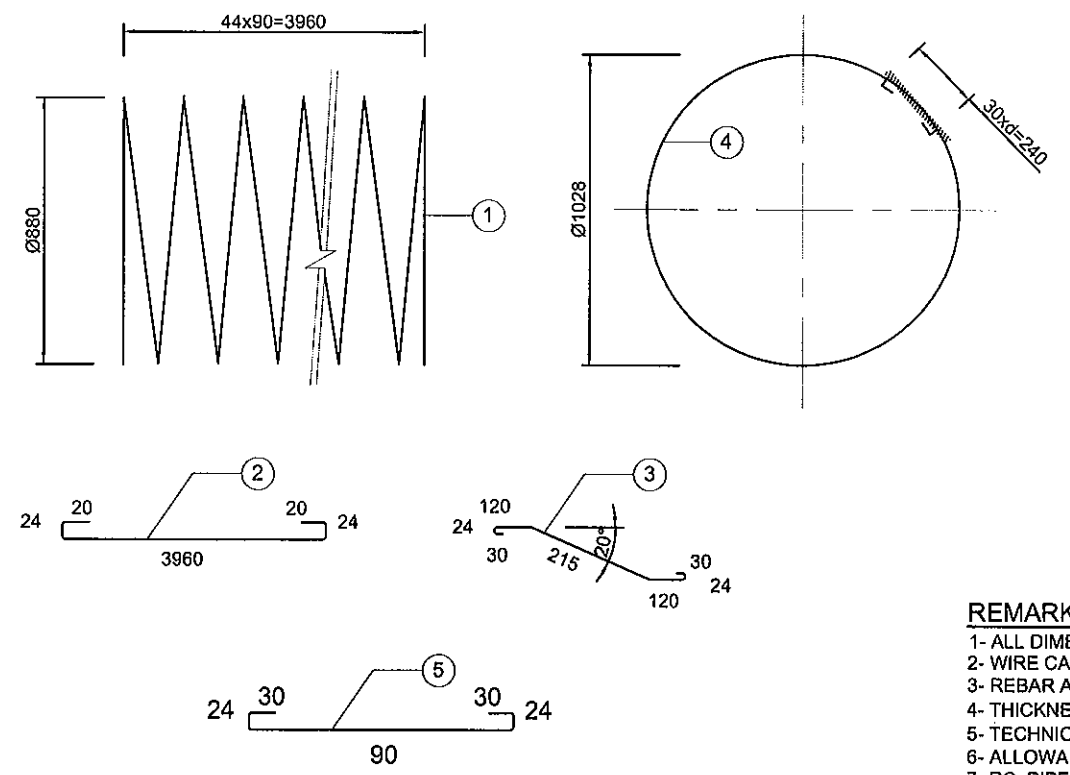 44x90=3960
Ø880
1
Ø1028
4
30xd=240
2
24 20 20 24
3960
3
120
24
30
215
20°
30
24
120
5
24 30 30 24
90
REMARK
1- ALL DIME
2- WIRE CA
3- REBAR A
4- THICKNE
5- TECHNIC
6- ALLOWA